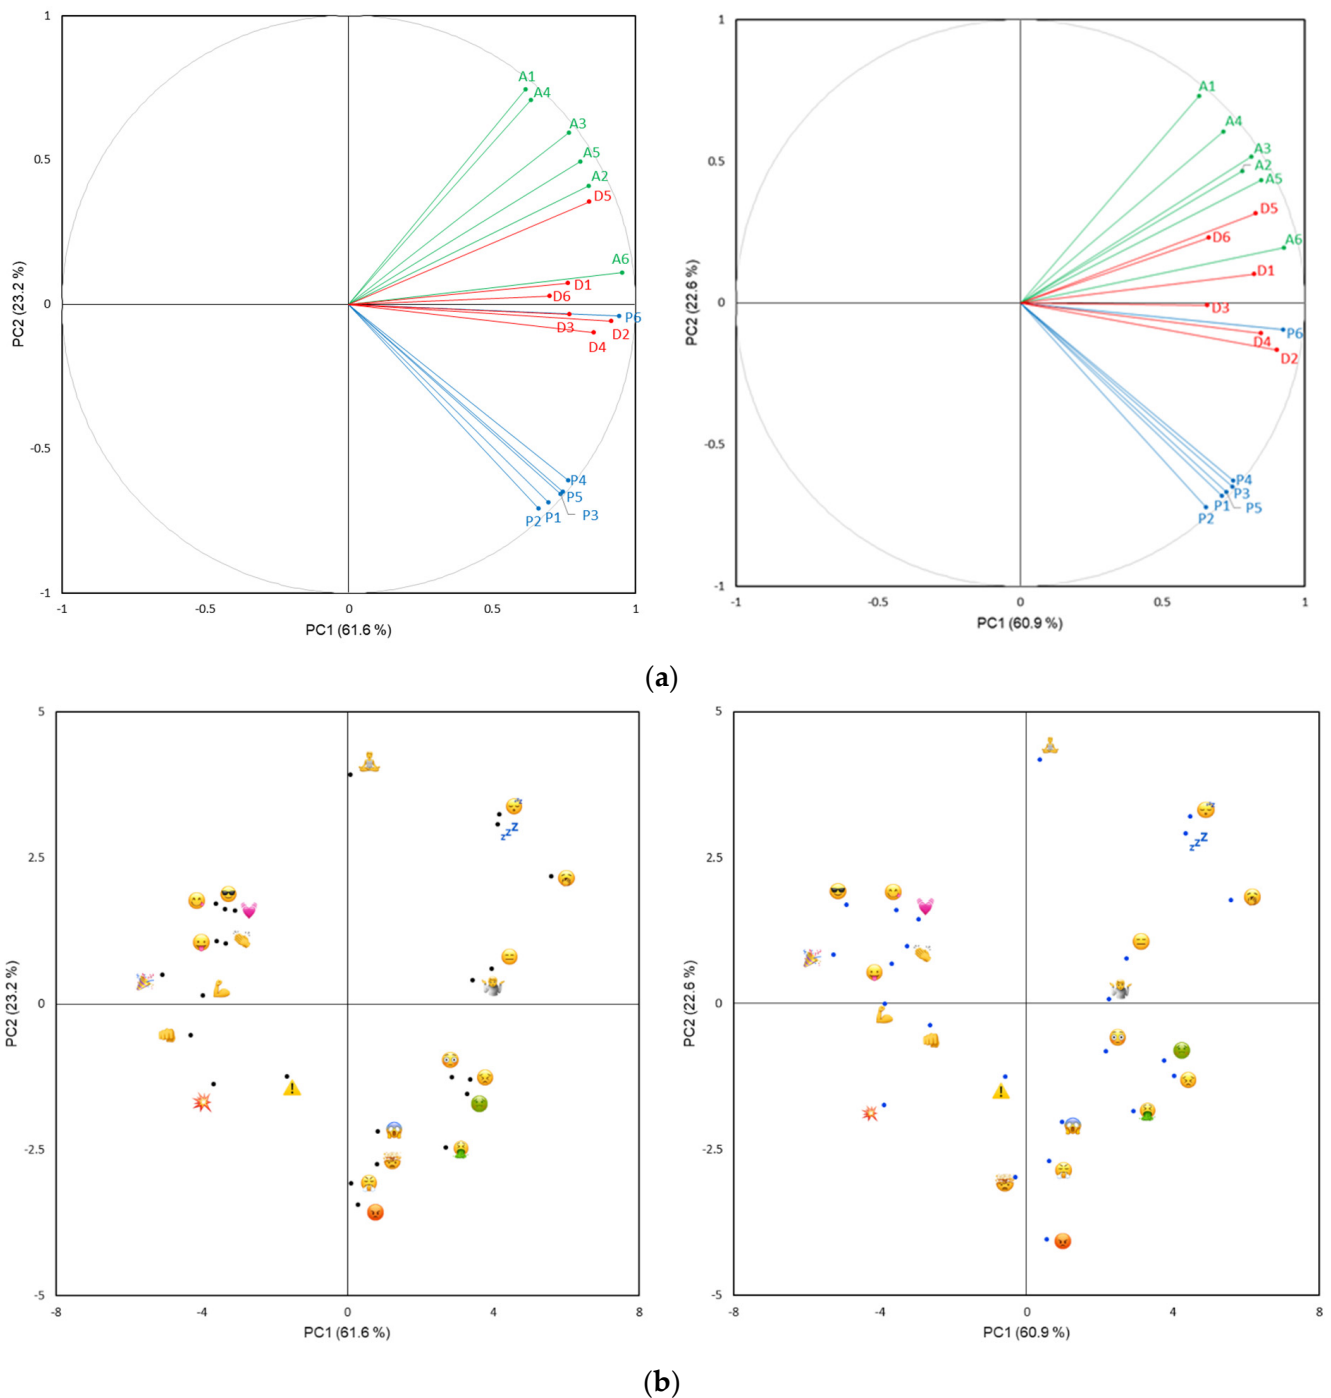 1
A1
A4
A3
0.5
A5
A2
D5
A6
D1
0
D6
P6
D3
D2
D4
PC2 (23.2 %)
-0.5
P4
P5
P3
P2 P1
-1
-1 -0.5 0 0.5 1
PC1 (61.6 %)
1
A1
A4
A3
0.5
A2
A5
D5
D6
A6
D1
0
D3
P6
D4
D2
PC2 (22.6 %)
-0.5
P4
P3
P1
P5
P2
-1
-1 -0.5 0 0.5 1
PC1 (60.9 %)
(a)
5
zzZ
2.5
0
PC2 (23.2 %)
-2.5
-5
-8 -4 0 4 8
PC1 (61.6 %)
5
zzZ
2.5
0
PC2 (22.6 %)
-2.5
-5
-8 -4 0 4 8
PC1 (60.9 %)
(b)